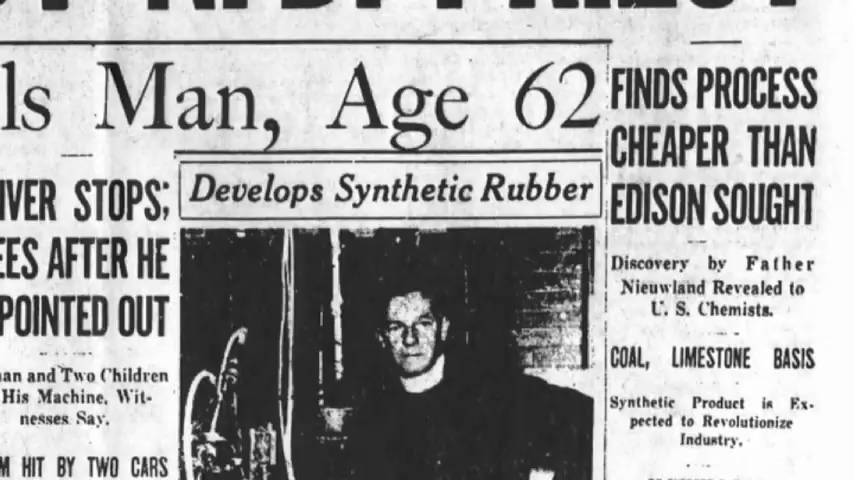 ls Man, Age 62
IVER STOPS;
EES AFTER HE
POINTED OUT
an and Two Children
His Machine, Wit-
nesses Say.
M HIT BY TWO CARS
Develops Synthetic Rubber
FINDS PROCESS
CHEAPER THAN
EDISON SOUGHT
Discovery by Father
Nieuwland Revealed to
U. S. Chemists.
COAL, LIMESTONE BASIS
Synthetic Product is Ex-
pected to Revolutionize
Industry.